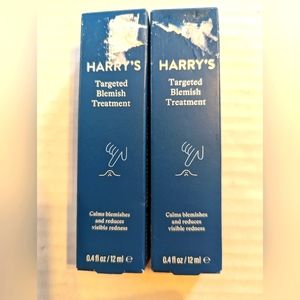 HARRY'S
Targeted
Blemish
Treatment
Calms blemishes
and reduces
visible redness
0.4 fl oz / 12 ml ℮
HARRY'S
Targeted
Blemish
Treatment
Calms blemishes
and reduces
visible redness
0.4 fl oz / 12 ml ℮